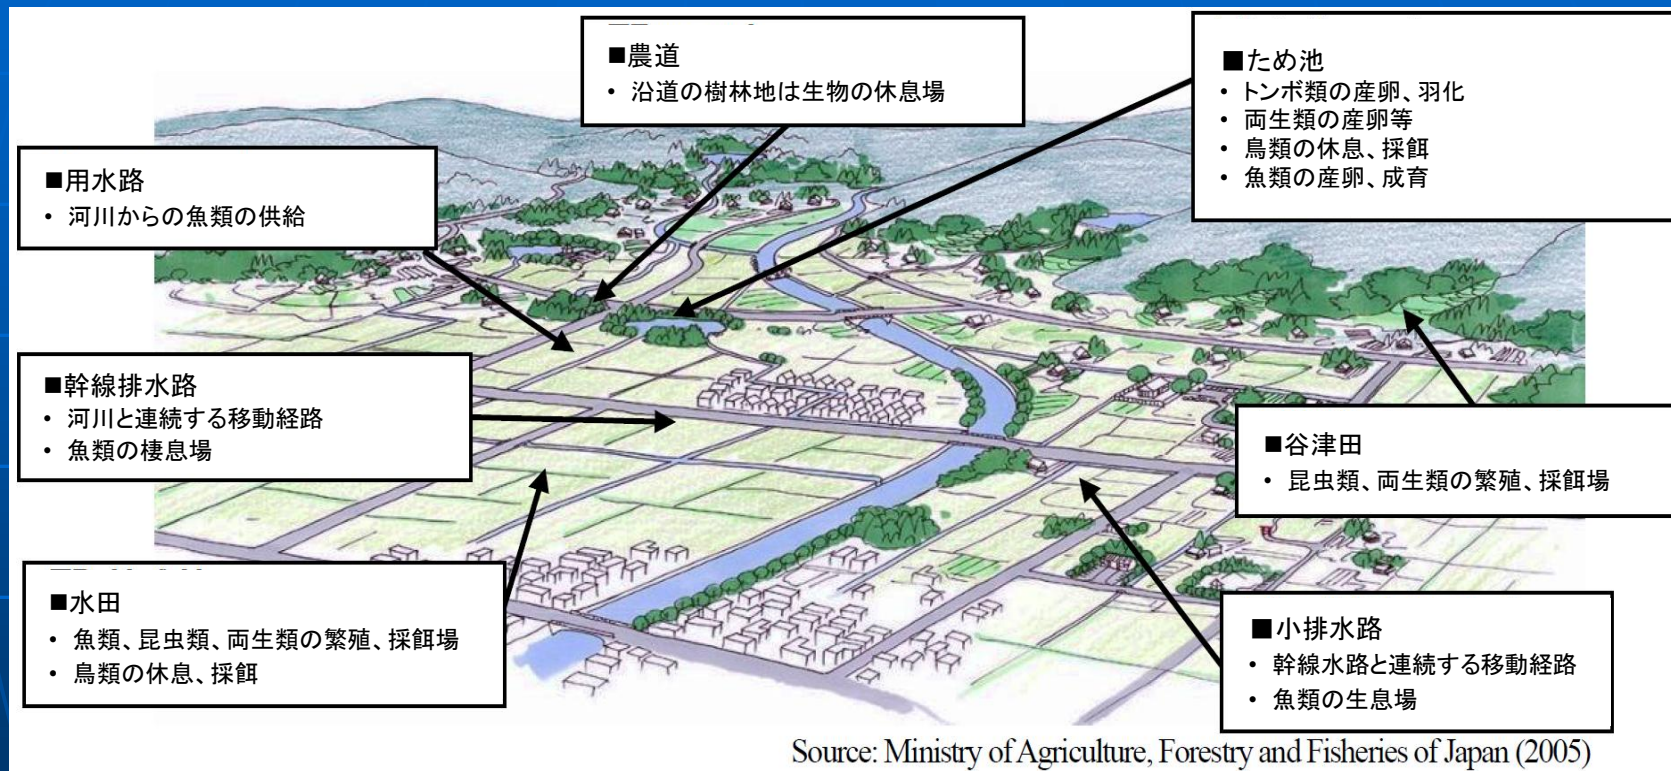 ■農道
• 沿道の樹林地は生物の休息場
■ため池
• トンボ類の産卵、羽化
• 両生類の産卵等
• 鳥類の休息、採餌
• 魚類の産卵、成育
■用水路
• 河川からの魚類の供給
■幹線排水路
• 河川と連続する移動経路
• 魚類の棲息場
■谷津田
• 昆虫類、両生類の繁殖、採餌場
■水田
• 魚類、昆虫類、両生類の繁殖、採餌場
• 鳥類の休息、採餌
■小排水路
• 幹線水路と連続する移動経路
• 魚類の生息場
Source: Ministry of Agriculture, Forestry and Fisheries of Japan (2005)